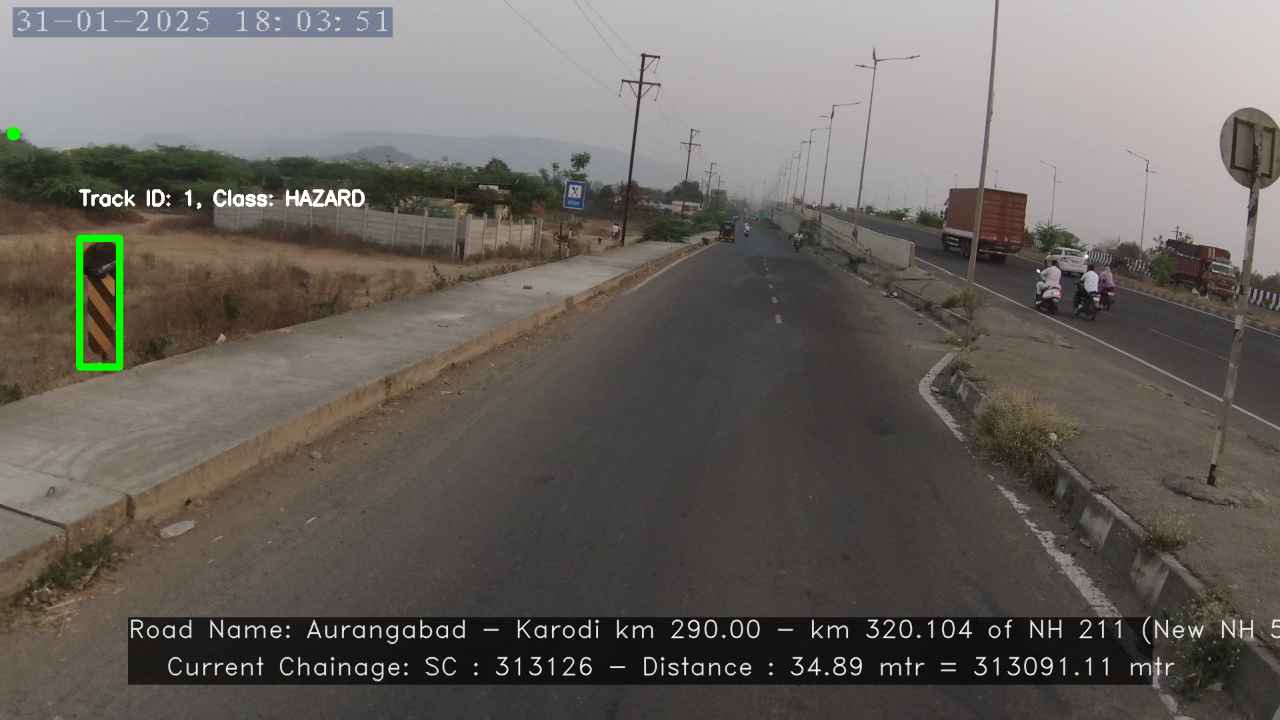 31-01-2025 18:03:51
Track ID: 1, Class: HAZARD
Road Name: Aurangabad - Karodi km 290.00 - km 320.104 of NH 211 (New NH 5
Current Chainage: SC : 313126 - Distance : 34.89 mtr = 313091.11 mtr